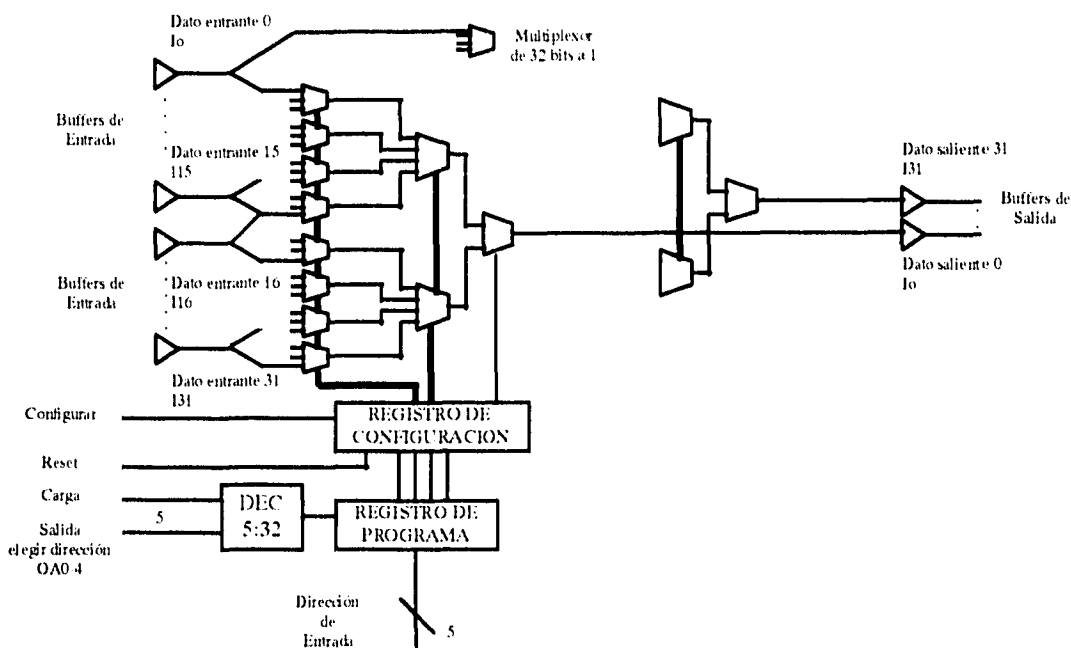 Dato entrante 0
Io
Multiplexor
de 32 bits a 1
Buffers de
Entrada
Dato entrante 15
I15
Dato saliente 31
I31
Buffers de
Salida
Dato saliente 0
Io
Buffers de
Entrada
Dato entrante 16
I16
Dato entrante 31
I31
Configurar
REGISTRO DE
CONFIGURACION
Reset
Carga
5
Salida
elegir dirección
OA0 4
DEC
5:32
REGISTRO DE
PROGRAMA
Dirección
de
Entrada
5